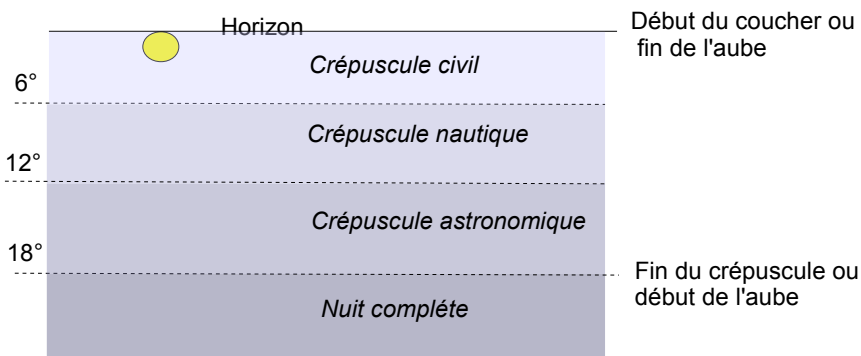 Horizon
Début du coucher ou
fin de l'aube
Crépuscule civil
6°
Crépuscule nautique
12°
Crépuscule astronomique
18°
Fin du crépuscule ou
début de l'aube
Nuit compléte